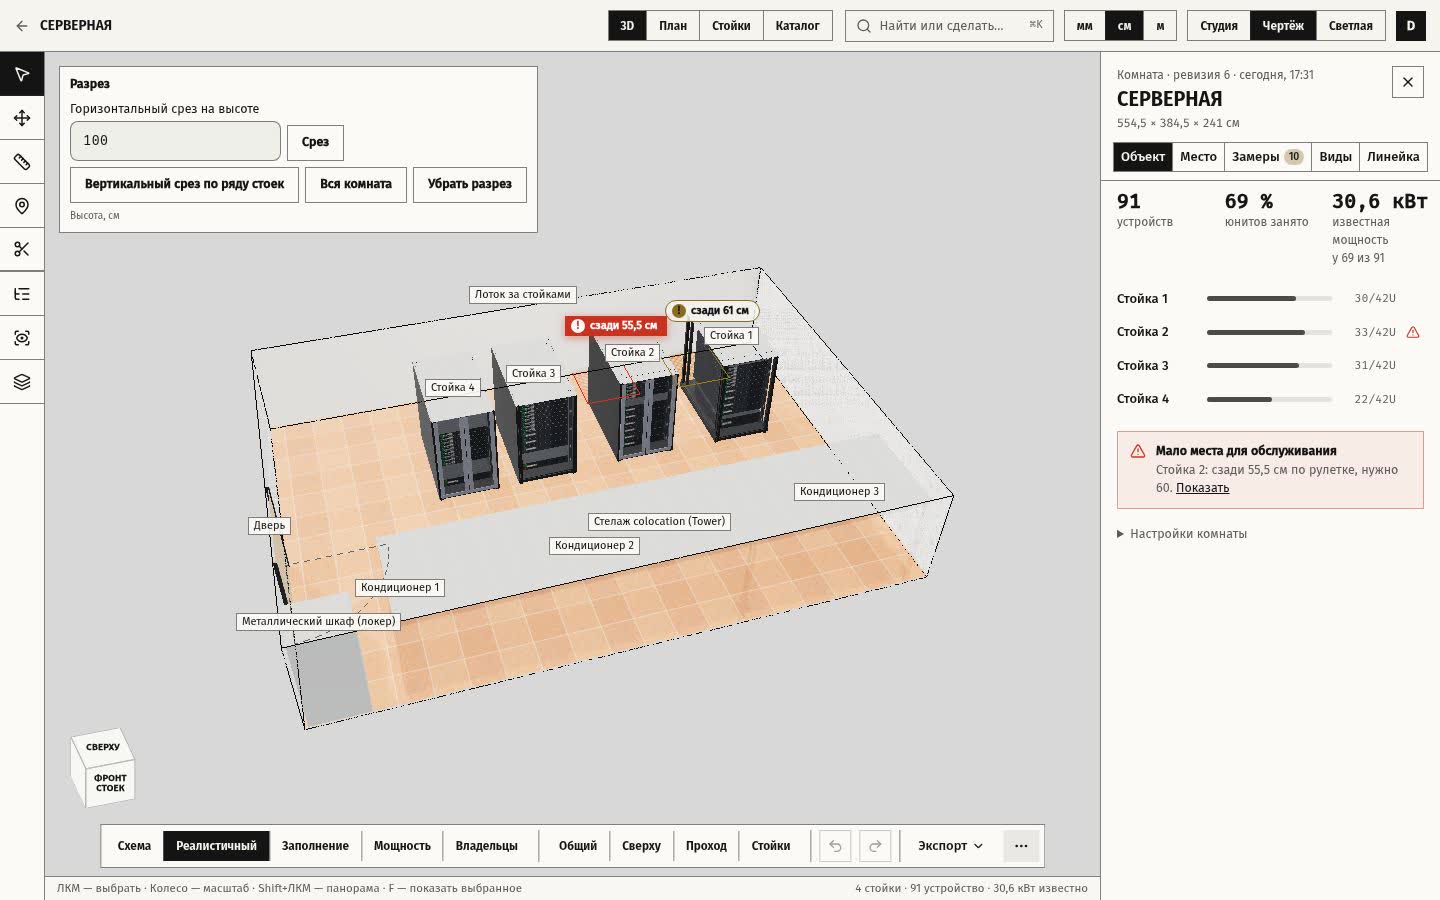 СЕРВЕРНАЯ
3D План Стойки Каталог
Найти или сделать... ⌘K
мм см м
Студия Чертёж Светлая
D
Разрез
Горизонтальный срез на высоте
100
Срез
Вертикальный срез по ряду стоек
Вся комната
Убрать разрез
Высота, см
Лоток за стойками
! сзади 61 см
! сзади 55,5 см
Стойка 1
Стойка 2
Стойка 3
Стойка 4
Кондиционер 3
Стелаж colocation (Tower)
Дверь
Кондиционер 2
Кондиционер 1
Металлический шкаф (локер)
СВЕРХУ
ФРОНТ
СТОЕК
Схема Реалистичный Заполнение Мощность Владельцы Общий Сверху Проход Стойки Экспорт ...
ЛКМ — выбрать · Колесо — масштаб · Shift+ЛКМ — панорама · F — показать выбранное
4 стойки · 91 устройство · 30,6 кВт известно
Комната · ревизия 6 · сегодня, 17:31
СЕРВЕРНАЯ
554,5 × 384,5 × 241 см
Объект Место Замеры 10 Виды Линейка
91 69 % 30,6 кВт
устройств юнитов занято известная
мощность
у 69 из 91
Стойка 1 30/42U
Стойка 2 33/42U
Стойка 3 31/42U
Стойка 4 22/42U
Мало места для обслуживания
Стойка 2: сзади 55,5 см по рулетке, нужно
60. Показать
Настройки комнаты